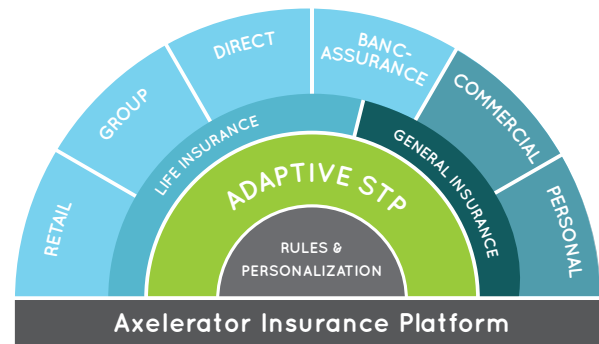 RETAIL
GROUP
DIRECT
BANC-
ASSURANCE
COMMERCIAL
PERSONAL
LIFE INSURANCE
GENERAL INSURANCE
ADAPTIVE STP
RULES &
PERSONALIZATION
Axelerator Insurance Platform